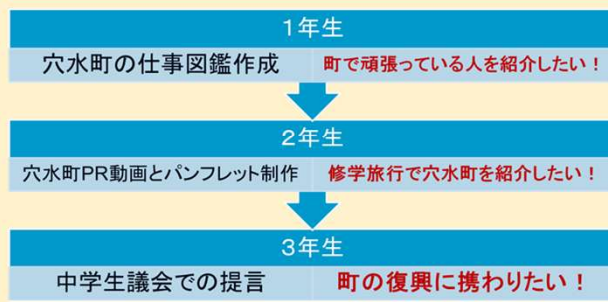 1年生
穴水町の仕事図鑑作成 町で頑張っている人を紹介したい！
2年生
穴水町PR動画とパンフレット制作 修学旅行で穴水町を紹介したい！
3年生
中学生議会での提言 町の復興に携わりたい！